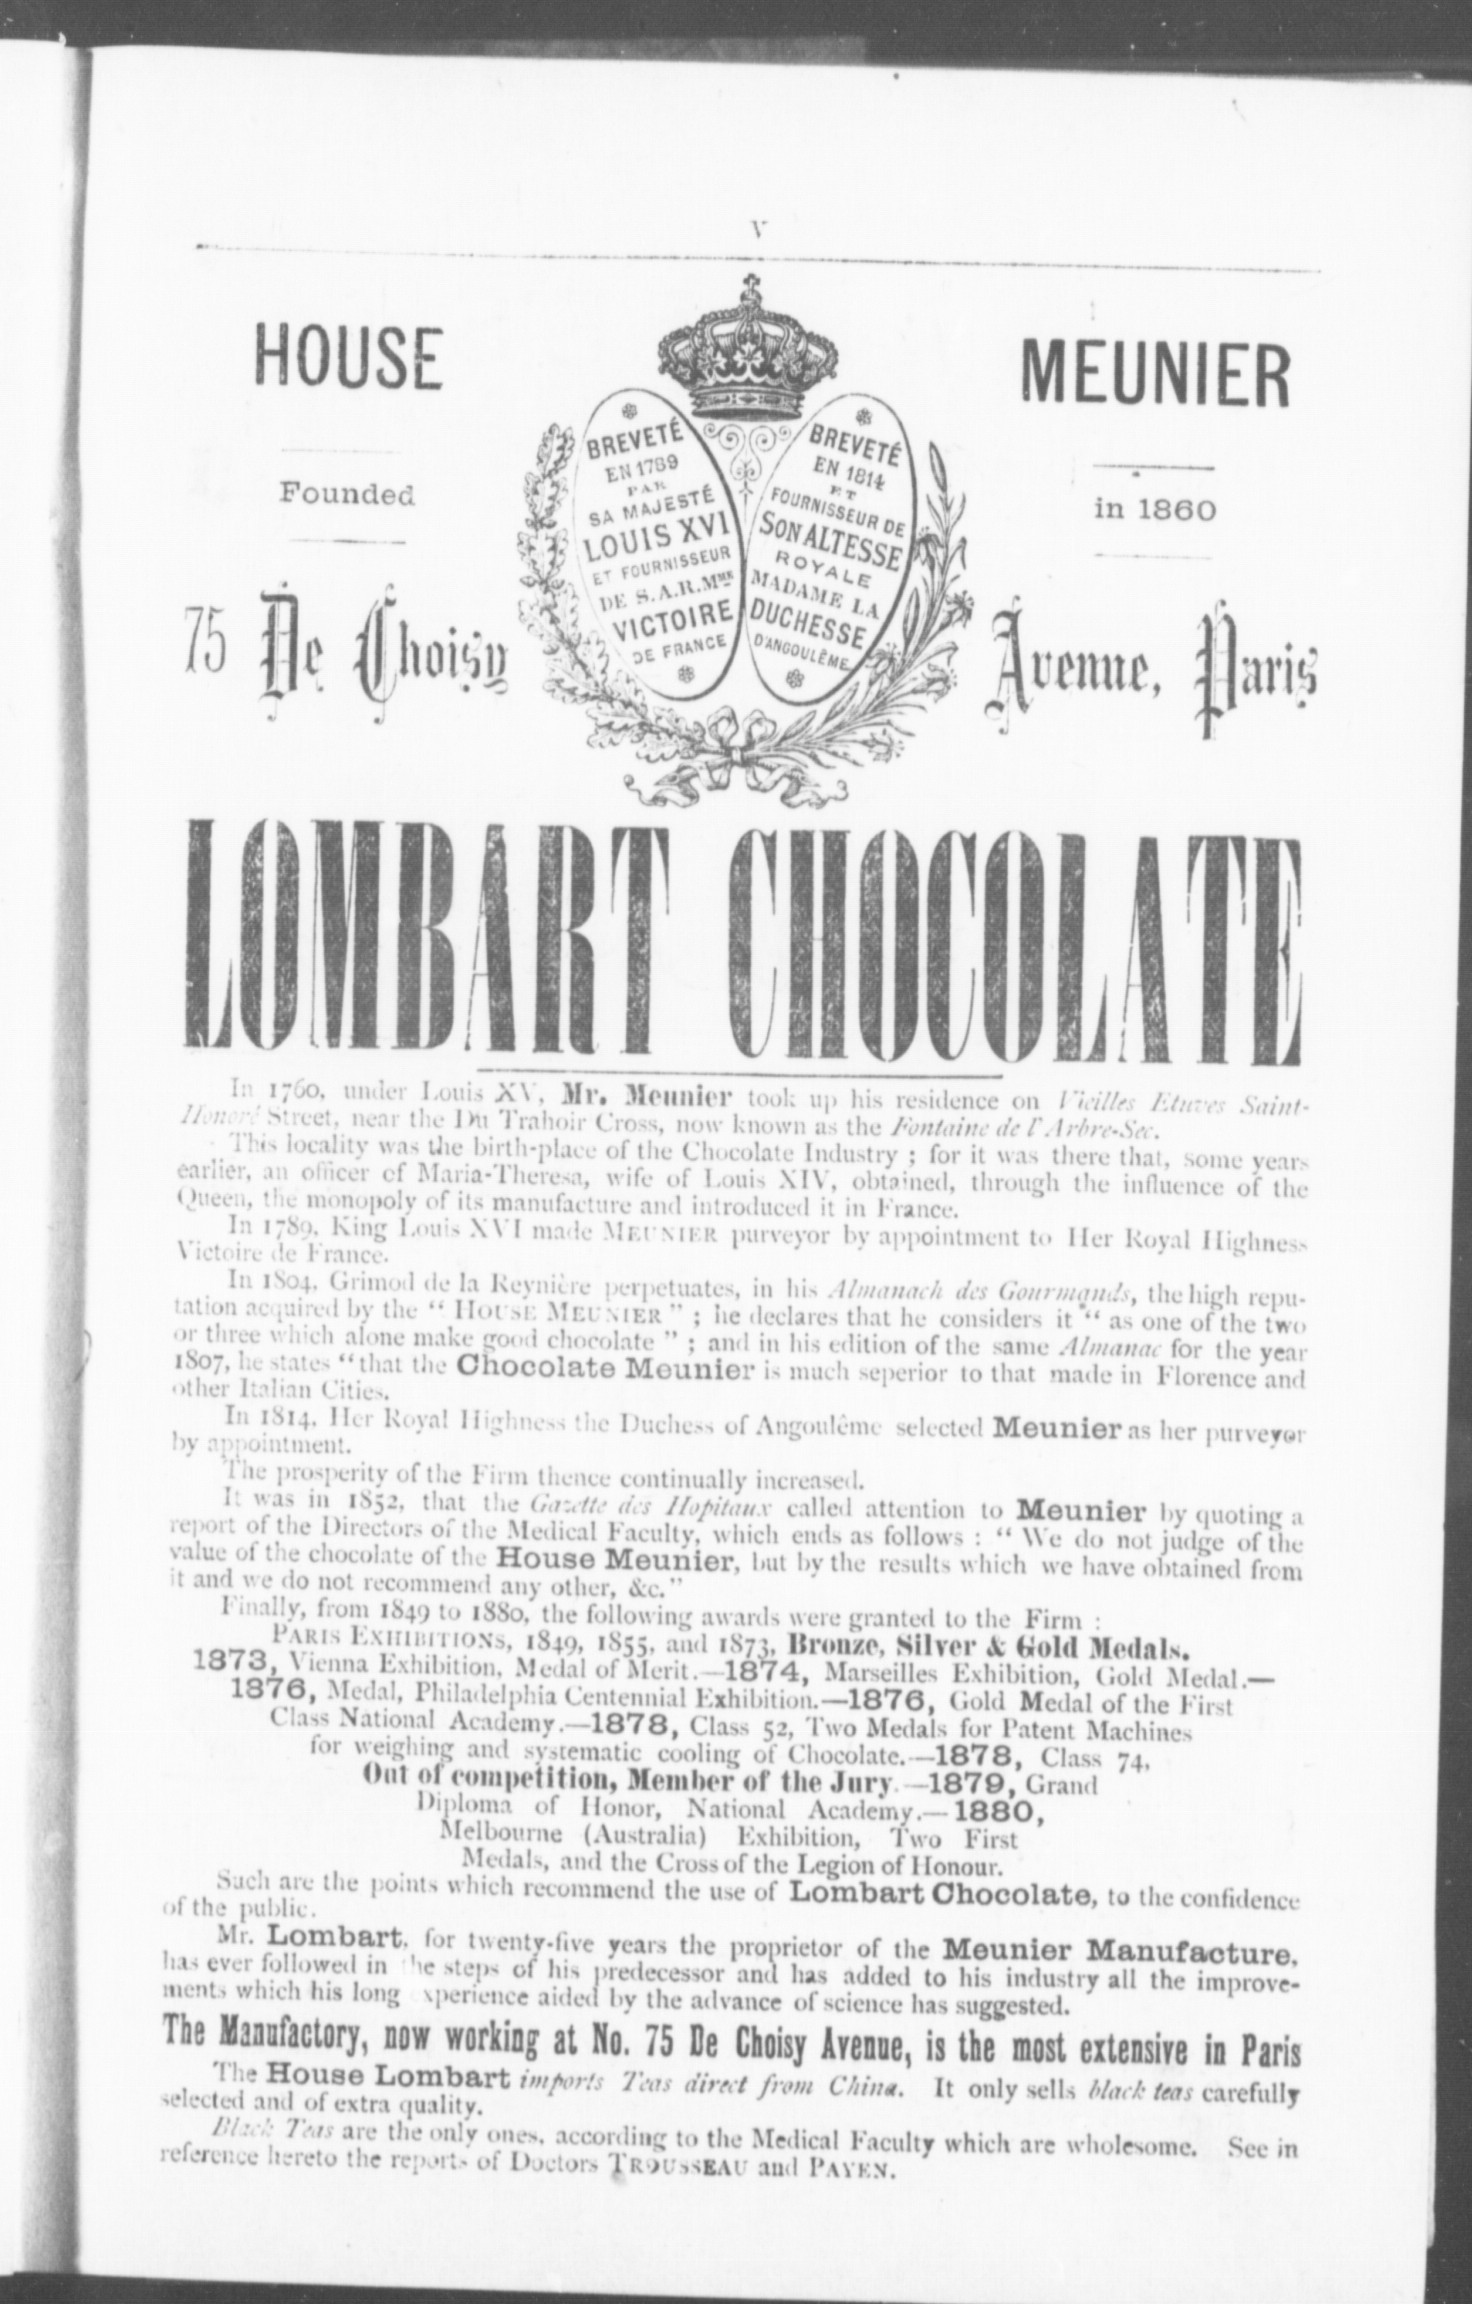 V
HOUSE
MEUNIER
Founded
in 1860
BREVETÉ
EN 1789
PAR
SA MAJESTÉ
LOUIS XVI
ET FOURNISSEUR
DE S.A.R. MME
VICTOIRE
DE FRANCE
BREVETÉ
EN 1814
ET
FOURNISSEUR DE
SON ALTESSE
ROYALE
MADAME LA
DUCHESSE
D'ANGOULÊME
75 De Choisy
Avenue, Paris
LOMBART CHOCOLATE
In 1760, under Louis XV, Mr. Meunier took up his residence on Vieilles Etuves Saint-
Honoré Street, near the Du Trahoir Cross, now known as the Fontaine de l'Arbre-Sec.
This locality was the birth-place of the Chocolate Industry ; for it was there that, some years
earlier, an officer of Maria-Theresa, wife of Louis XIV, obtained, through the influence of the
Queen, the monopoly of its manufacture and introduced it in France.
In 1789, King Louis XVI made MEUNIER purveyor by appointment to Her Royal Highness
Victoire de France.
In 1804, Grimod de la Reynière perpetuates, in his Almanach des Gourmands, the high repu-
tation acquired by the " HOUSE MEUNIER " ; he declares that he considers it " as one of the two
or three which alone make good chocolate " ; and in his edition of the same Almanac for the year
1807, he states " that the Chocolate Meunier is much seperior to that made in Florence and
other Italian Cities.
In 1814, Her Royal Highness the Duchess of Angoulême selected Meunier as her purveyor
by appointment.
The prosperity of the Firm thence continually increased.
It was in 1852, that the Gazette des Hopitaux called attention to Meunier by quoting a
report of the Directors of the Medical Faculty, which ends as follows : " We do not judge of the
value of the chocolate of the House Meunier, but by the results which we have obtained from
it and we do not recommend any other, &c."
Finally, from 1849 to 1880, the following awards were granted to the Firm :
PARIS EXHIBITIONS, 1849, 1855, and 1873, Bronze, Silver & Gold Medals.
1873, Vienna Exhibition, Medal of Merit.—1874, Marseilles Exhibition, Gold Medal.—
1876, Medal, Philadelphia Centennial Exhibition.—1876, Gold Medal of the First
Class National Academy.—1878, Class 52, Two Medals for Patent Machines
for weighing and systematic cooling of Chocolate.—1878, Class 74,
Out of competition, Member of the Jury.—1879, Grand
Diploma of Honor, National Academy.—1880,
Melbourne (Australia) Exhibition, Two First
Medals, and the Cross of the Legion of Honour.
Such are the points which recommend the use of Lombart Chocolate, to the confidence
of the public.
Mr. Lombart, for twenty-five years the proprietor of the Meunier Manufacture,
has ever followed in the steps of his predecessor and has added to his industry all the improve-
ments which his long xperience aided by the advance of science has suggested.
The Manufactory, now working at No. 75 De Choisy Avenue, is the most extensive in Paris
The House Lombart imports Teas direct from China. It only sells black teas carefully
selected and of extra quality.
Black Teas are the only ones, according to the Medical Faculty which are wholesome. See in
reference hereto the reports of Doctors TROUSSEAU and PAYEN.